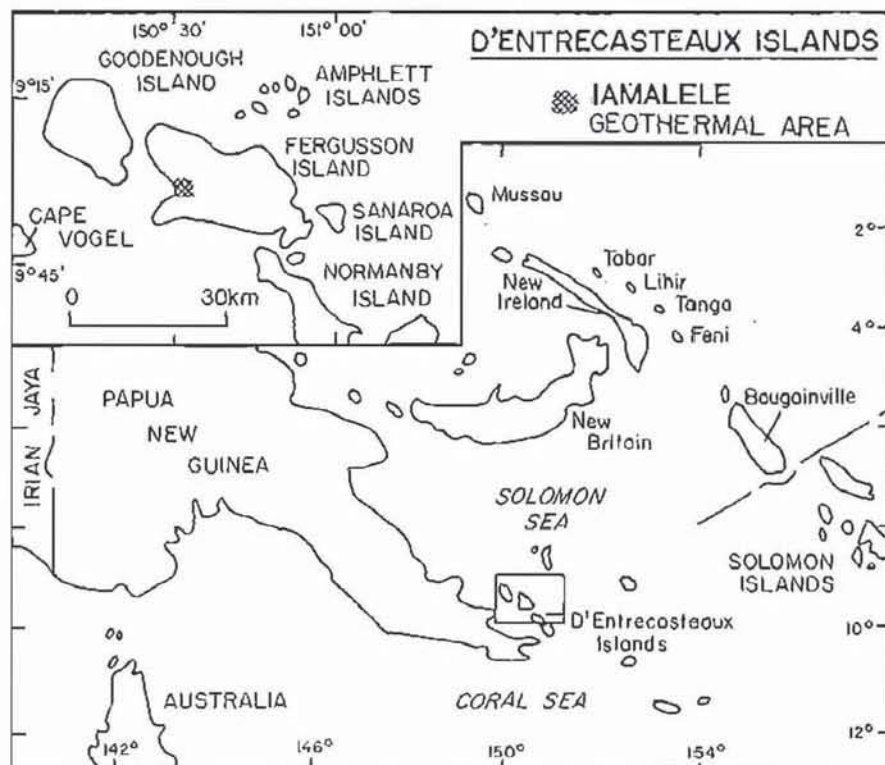 150° 30'
151° 00'
D'ENTRECASTEAUX ISLANDS
GOODENOUGH
ISLAND
9° 15'
AMPHLETT
ISLANDS
IAMALELE
GEOTHERMAL AREA
FERGUSSON
ISLAND
CAPE
VOGEL
SANAROA
ISLAND
9° 45'
NORMANBY
ISLAND
0
30km
Mussau
2°
Tabar
Lihir
New
Ireland
Tanga
Feni
4°
IRIAN JAYA
PAPUA
NEW
GUINEA
New
Britain
Bougainville
SOLOMON
SEA
SOLOMON
ISLANDS
D'Entrecasteaux
Islands
10°
AUSTRALIA
CORAL SEA
142°
146°
150°
154°
12°